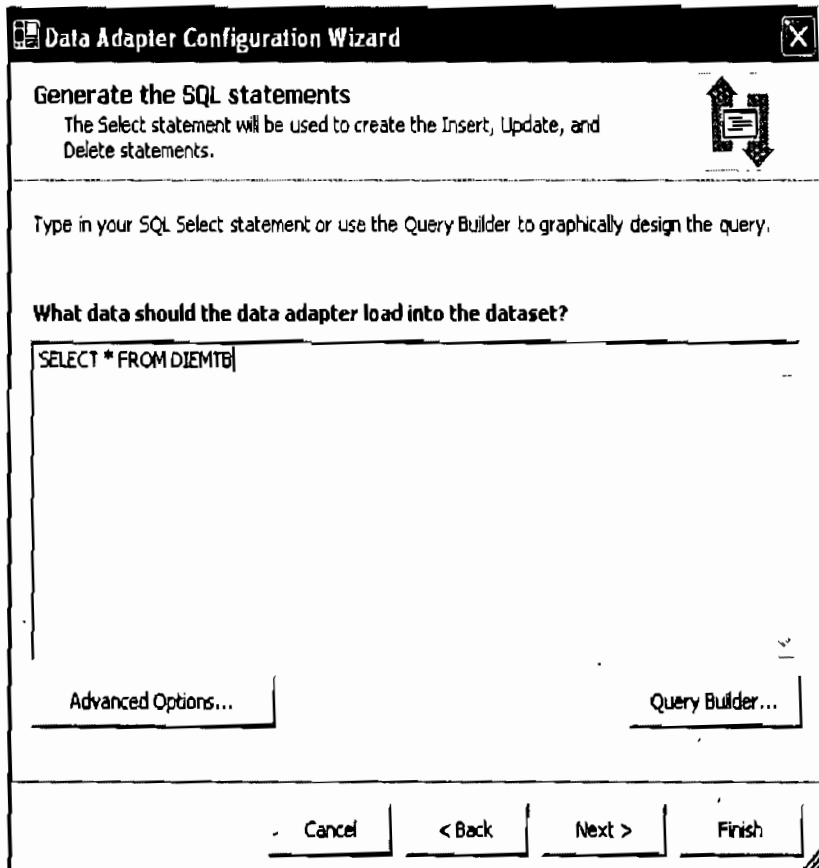 Data Adapter Configuration Wizard
Generate the SQL statements
The Select statement will be used to create the Insert, Update, and
Delete statements.
Type in your SQL Select statement or use the Query Builder to graphically design the query.
What data should the data adapter load into the dataset?
SELECT * FROM DIEMTB
Advanced Options...
Query Builder...
Cancel
< Back
Next >
Finish